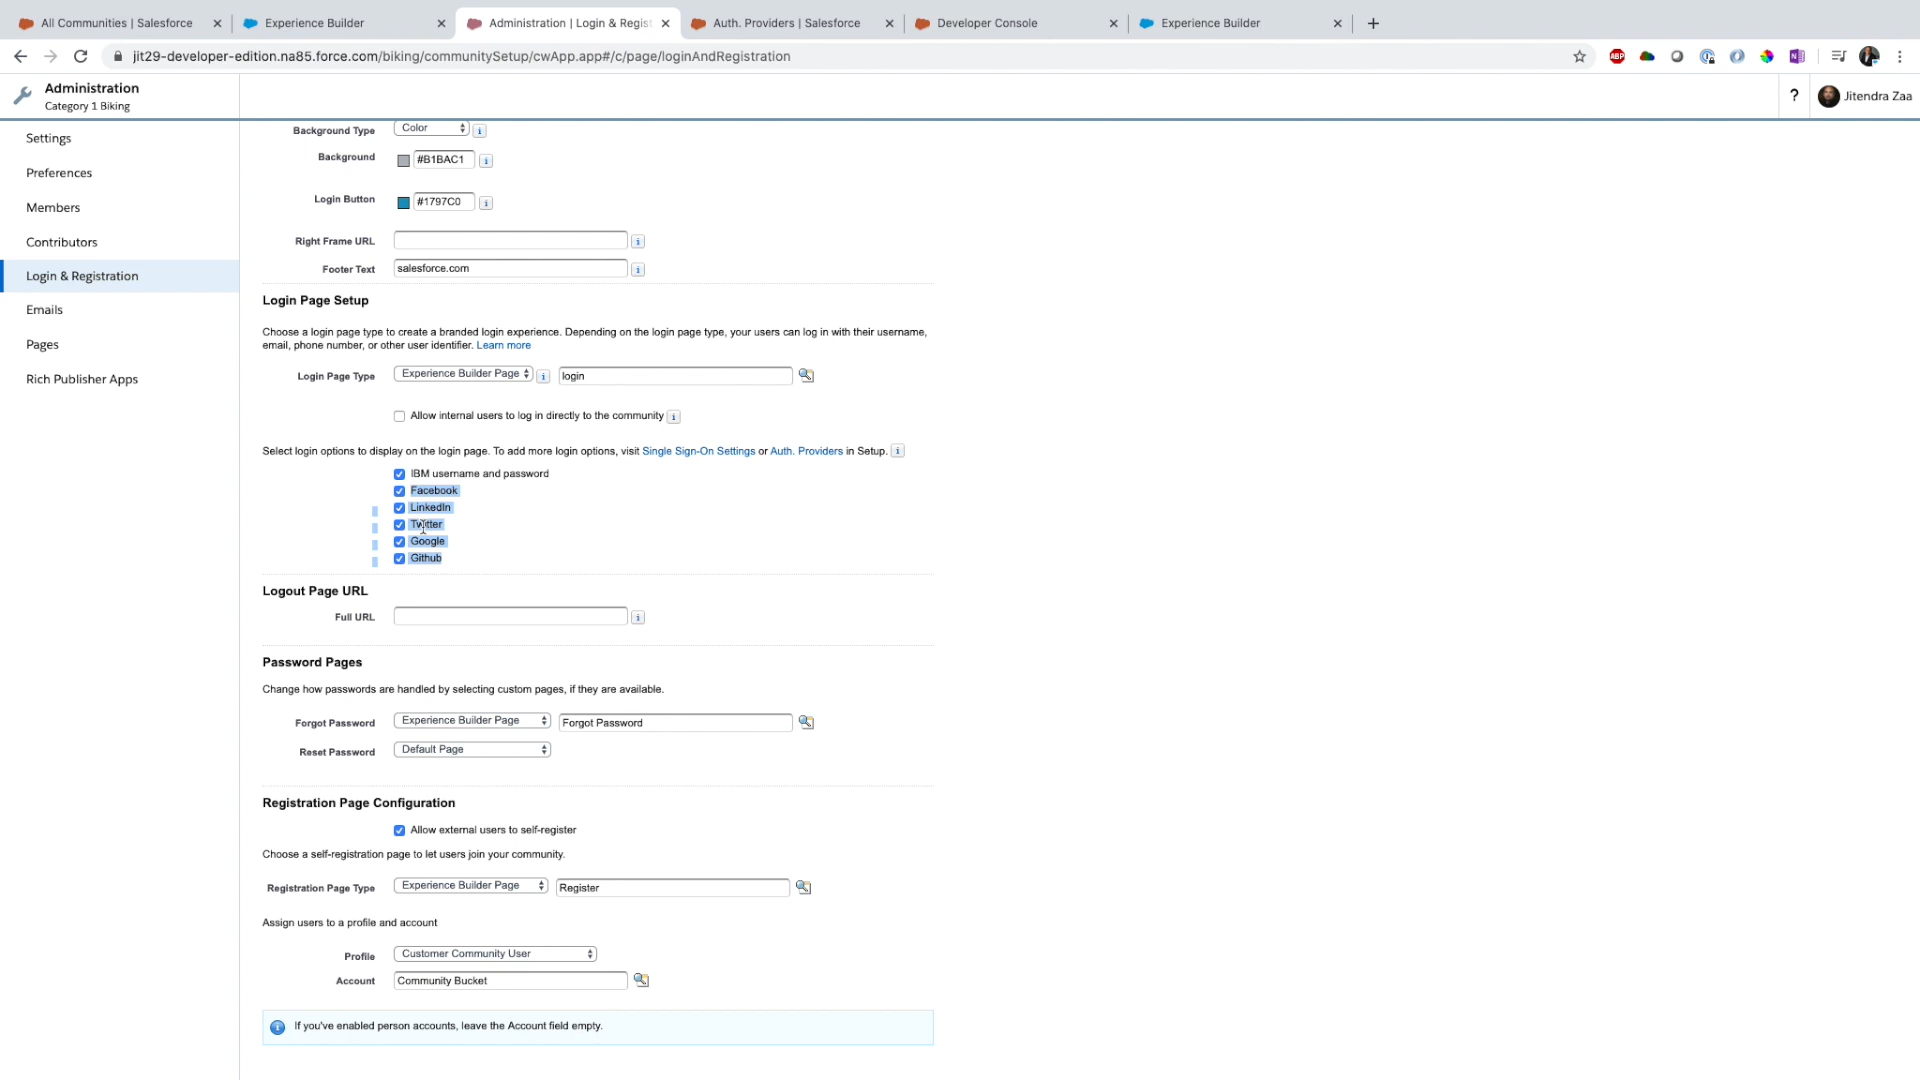 All Communities | Salesforce
Experience Builder
Administration | Login & Regist
Auth. Providers | Salesforce
Developer Console
Experience Builder
jit29-developer-edition.na85.force.com/biking/communitySetup/cwApp.app#/c/page/loginAndRegistration
ABP
Administration
Category 1 Biking
?
Jitendra Zaa
Settings
Preferences
Members
Contributors
Login & Registration
Emails
Pages
Rich Publisher Apps
Background Type Color
Background #B1BAC1
Login Button #1797C0
Right Frame URL
Footer Text salesforce.com
Login Page Setup
Choose a login page type to create a branded login experience. Depending on the login page type, your users can log in with their username,
email, phone number, or other user identifier. Learn more
Login Page Type Experience Builder Page login
Allow internal users to log in directly to the community
Select login options to display on the login page. To add more login options, visit Single Sign-On Settings or Auth. Providers in Setup.
IBM username and password
Facebook
LinkedIn
Twitter
Google
Github
Logout Page URL
Full URL
Password Pages
Change how passwords are handled by selecting custom pages, if they are available.
Forgot Password Experience Builder Page Forgot Password
Reset Password Default Page
Registration Page Configuration
Allow external users to self-register
Choose a self-registration page to let users join your community.
Registration Page Type Experience Builder Page Register
Assign users to a profile and account
Profile Customer Community User
Account Community Bucket
If you've enabled person accounts, leave the Account field empty.